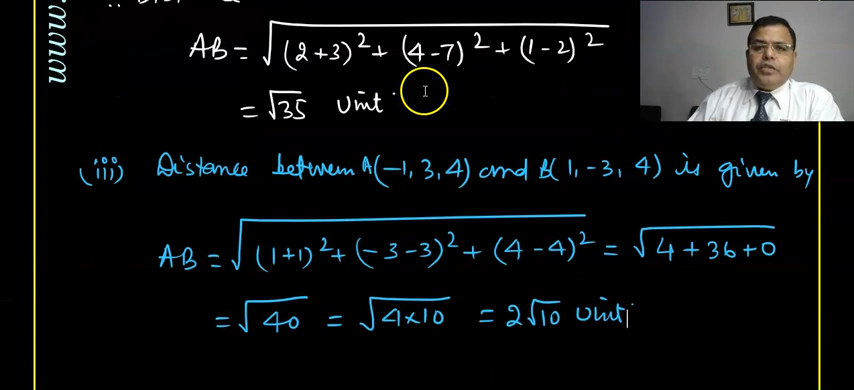 www.
AB = √((2+3)² + (4-7)² + (1-2)²)
= √35 unit.
(iii) Distance between A(-1, 3, 4) and B(1, -3, 4) is given by
AB = √((1+1)² + (-3-3)² + (4-4)²) = √(4+36+0)
= √40 = √(4×10) = 2√10 unit